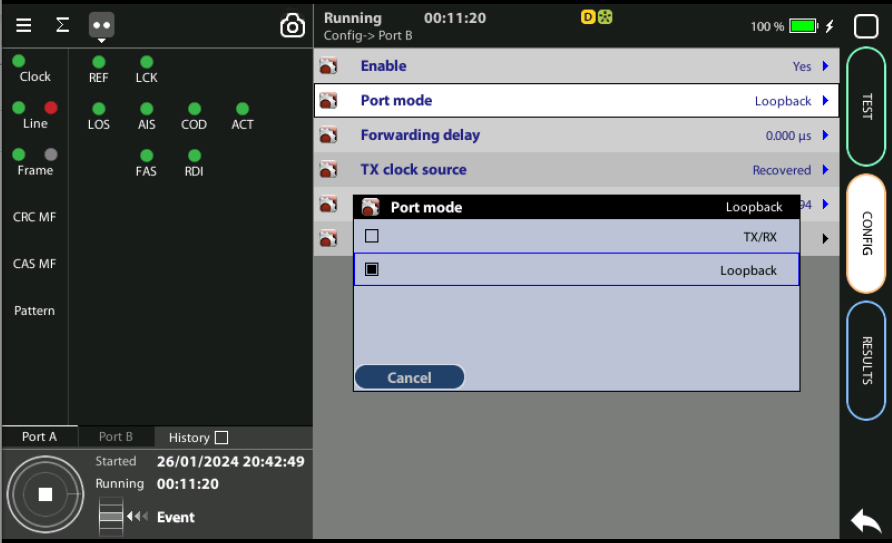 Σ
Running 00:11:20
D
100 %
Config-> Port B
Clock
REF LCK
Line
LOS AIS COD ACT
Frame
FAS RDI
CRC MF
CAS MF
Pattern
Port A Port B History
Started 26/01/2024 20:42:49
Running 00:11:20
Event
Enable Yes
Port mode Loopback
Forwarding delay 0.000 µs
TX clock source Recovered
94
Port mode Loopback
TX/RX
Loopback
Cancel
TEST
CONFIG
RESULTS